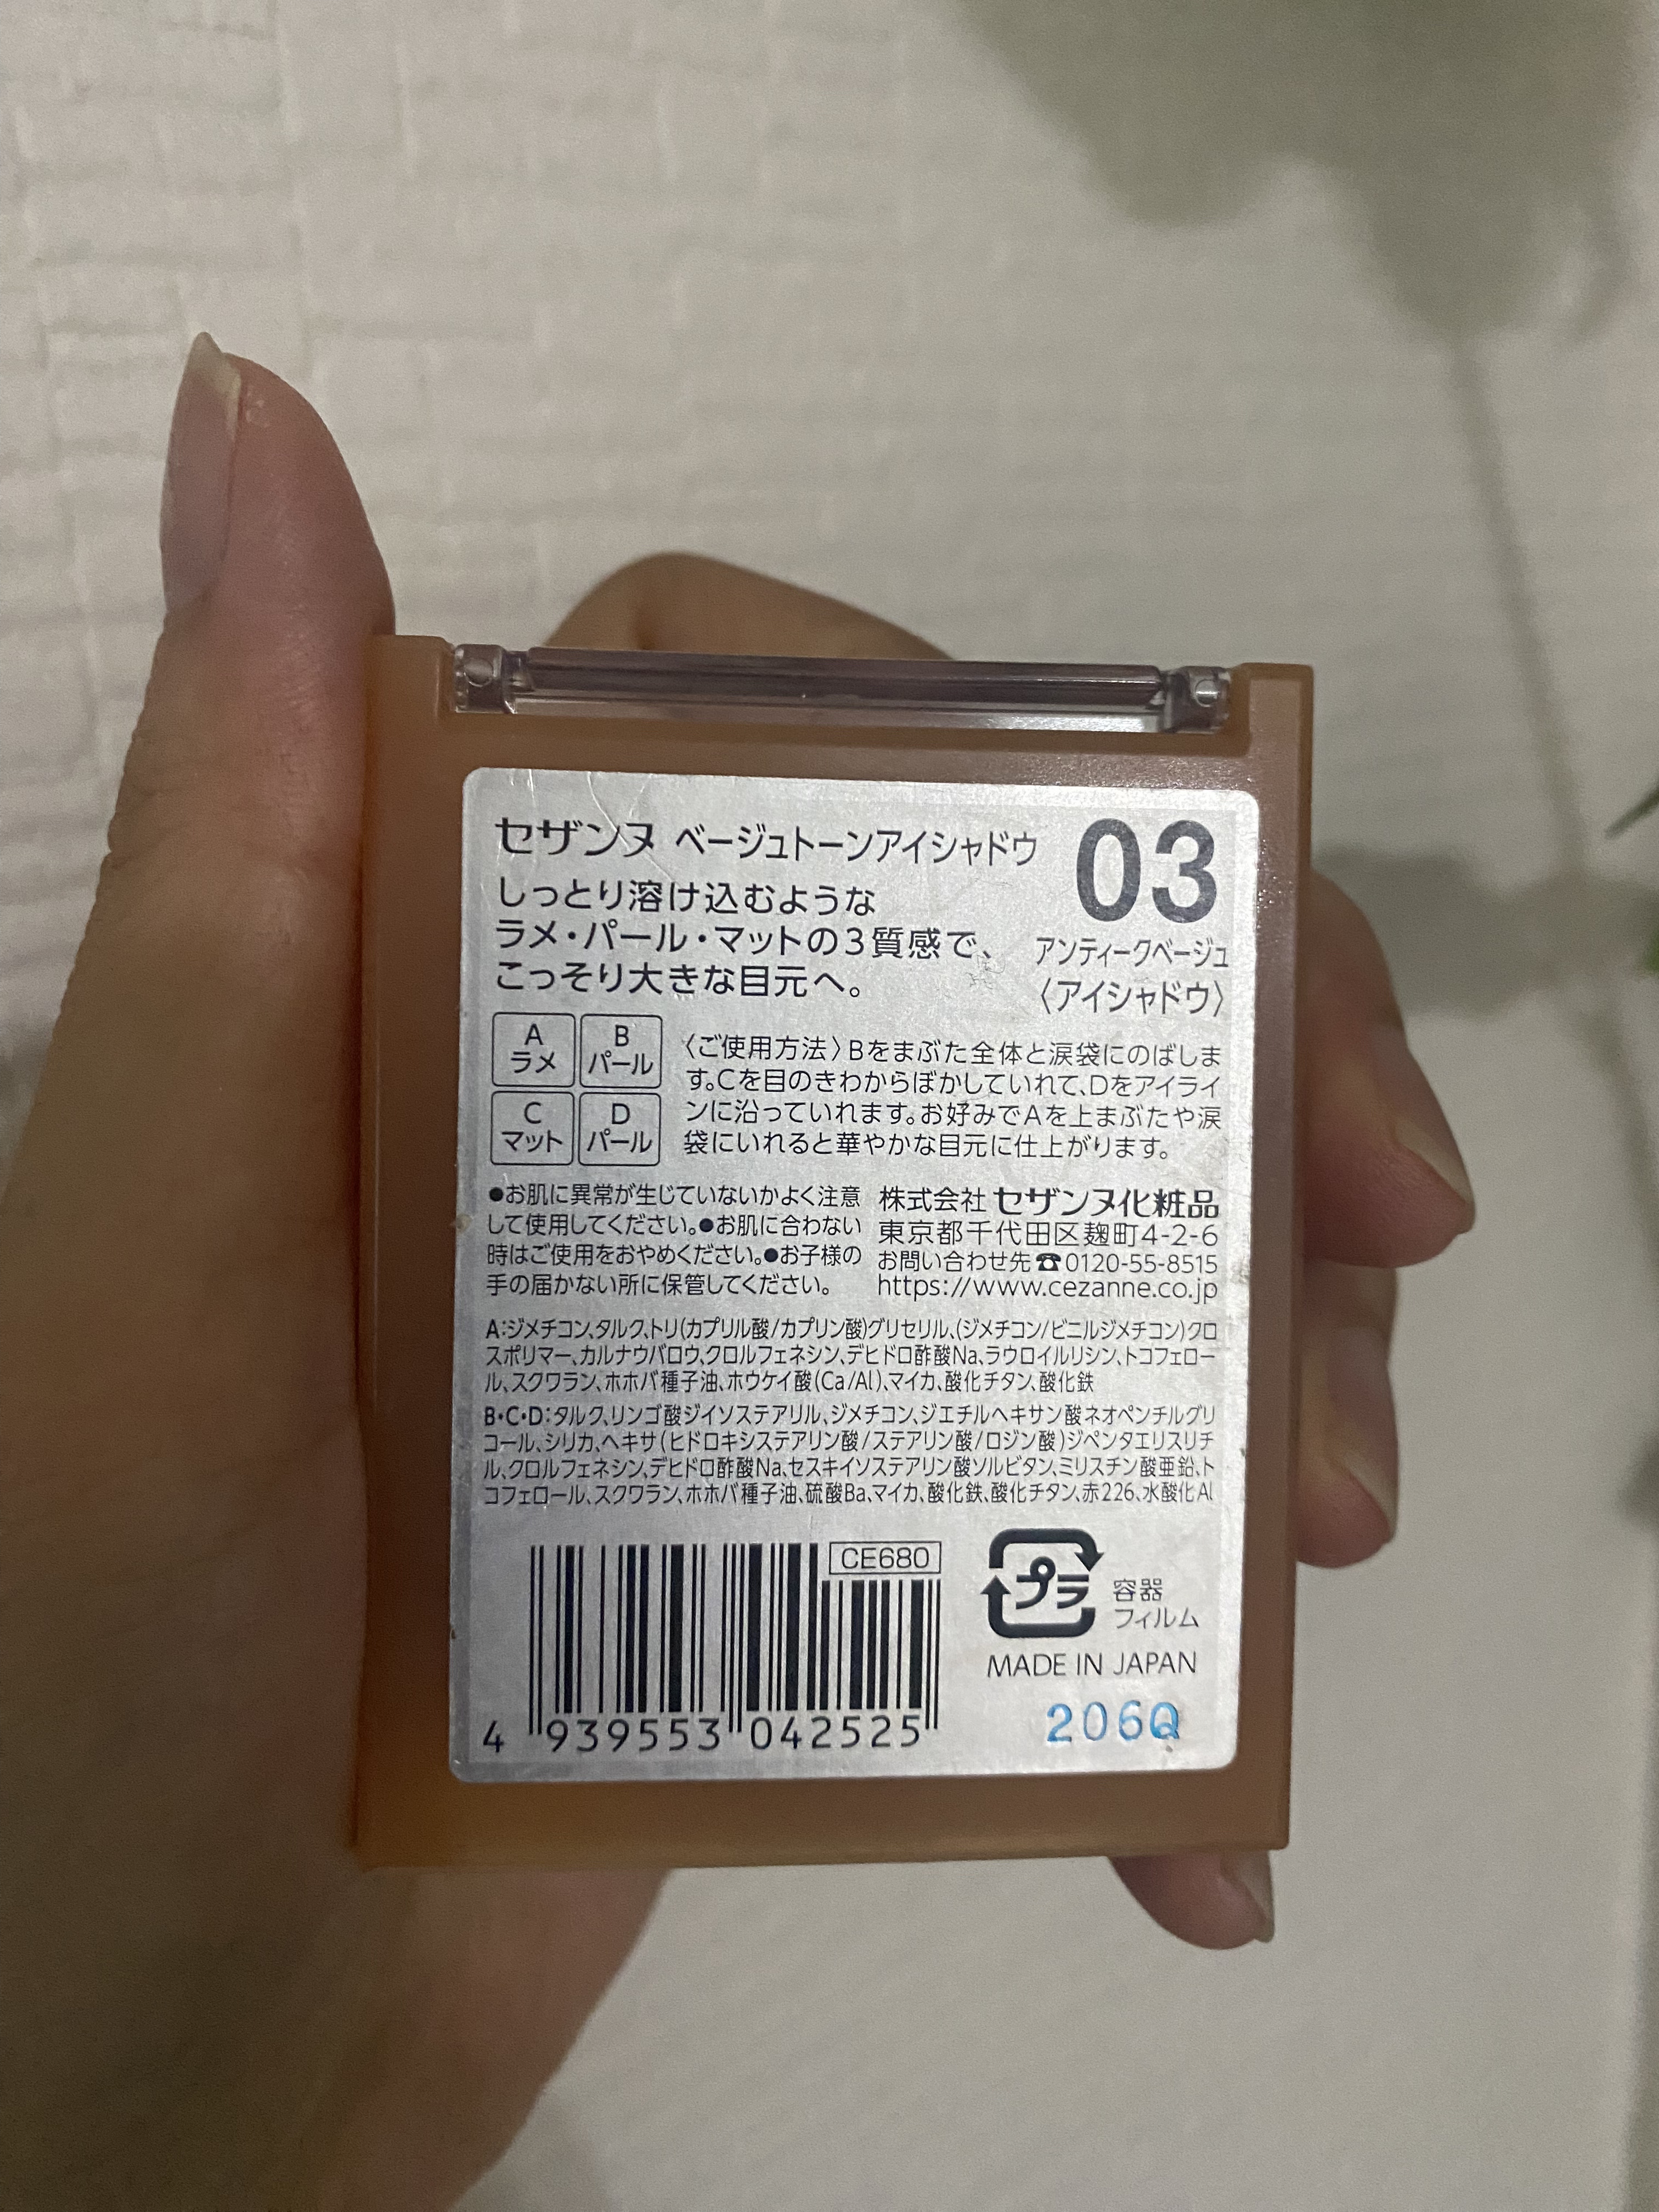 セザンヌ ベージュトーンアイシャドウ
03
しっとり溶け込むような
ラメ・パール・マットの3質感で、
こっそり大きな目元へ。
アンティークベージュ
〈アイシャドウ〉
A
ラメ
B
パール
C
マット
D
パール
〈ご使用方法〉Bをまぶた全体と涙袋にのばしま
す。Cを目のきわからぼかしていれて、Dをアイライ
ンに沿っていれます。お好みでAを上まぶたや涙
袋にいれると華やかな目元に仕上がります。
●お肌に異常が生じていないかよく注意
して使用してください。●お肌に合わない
時はご使用をおやめください。●お子様の
手の届かない所に保管してください。
株式会社 セザンヌ化粧品
東京都千代田区麹町4-2-6
お問い合わせ先☎0120-55-8515
https://www.cezanne.co.jp
A:ジメチコン、タルク、トリ(カプリル酸/カプリン酸)グリセリル、(ジメチコン/ビニルジメチコン)クロ
スポリマー、カルナウバロウ、クロルフェネシン、デヒドロ酢酸Na、ラウロイルリシン、トコフェロー
ル、スクワラン、ホホバ種子油、ホウケイ酸(Ca/Al)、マイカ、酸化チタン、酸化鉄
B・C・D:タルク、リンゴ酸ジイソステアリル、ジメチコン、ジエチルヘキサン酸ネオペンチルグリ
コール、シリカ、ヘキサ(ヒドロキシステアリン酸/ステアリン酸/ロジン酸)ジペンタエリスリチ
ル、クロルフェネシン、デヒドロ酢酸Na、セスキイソステアリン酸ソルビタン、ミリスチン酸亜鉛、ト
コフェロール、スクワラン、ホホバ種子油、硫酸Ba、マイカ、酸化鉄、酸化チタン、赤226、水酸化Al
CE680
4 939553 042525
プラ
容器
フィルム
MADE IN JAPAN
206Q